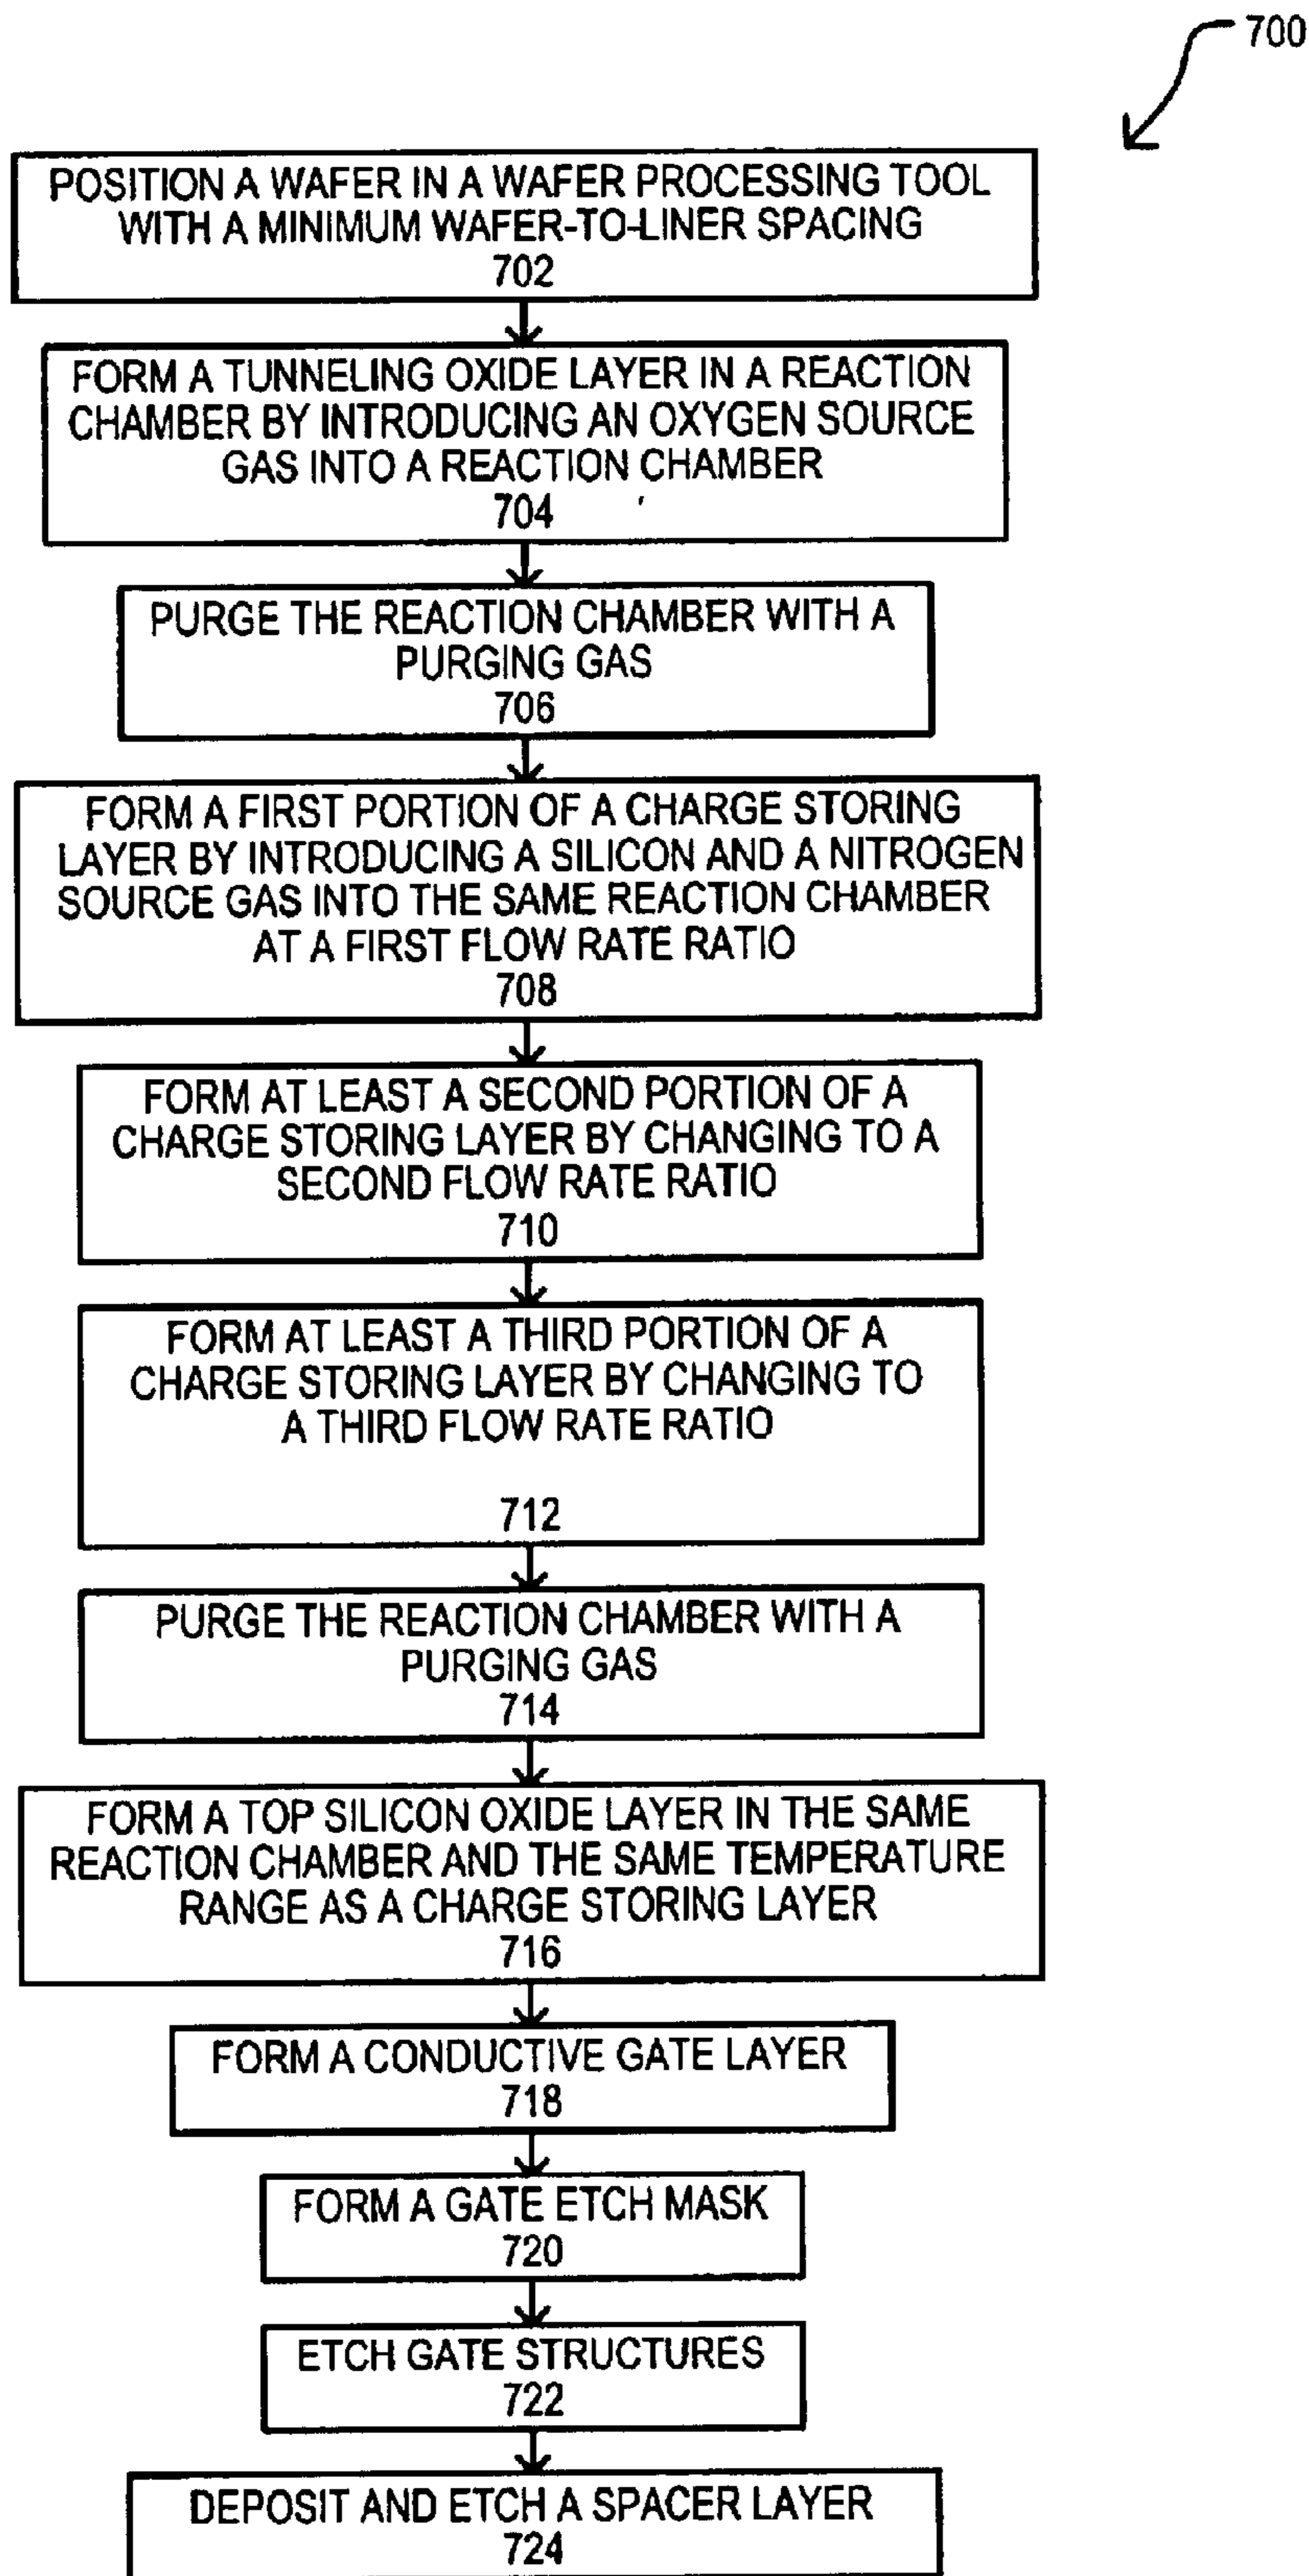 700
POSITION A WAFER IN A WAFER PROCESSING TOOL
WITH A MINIMUM WAFER-TO-LINER SPACING
702
FORM A TUNNELING OXIDE LAYER IN A REACTION
CHAMBER BY INTRODUCING AN OXYGEN SOURCE
GAS INTO A REACTION CHAMBER
704
PURGE THE REACTION CHAMBER WITH A
PURGING GAS
706
FORM A FIRST PORTION OF A CHARGE STORING
LAYER BY INTRODUCING A SILICON AND A NITROGEN
SOURCE GAS INTO THE SAME REACTION CHAMBER
AT A FIRST FLOW RATE RATIO
708
FORM AT LEAST A SECOND PORTION OF A
CHARGE STORING LAYER BY CHANGING TO A
SECOND FLOW RATE RATIO
710
FORM AT LEAST A THIRD PORTION OF A
CHARGE STORING LAYER BY CHANGING TO
A THIRD FLOW RATE RATIO
712
PURGE THE REACTION CHAMBER WITH A
PURGING GAS
714
FORM A TOP SILICON OXIDE LAYER IN THE SAME
REACTION CHAMBER AND THE SAME TEMPERATURE
RANGE AS A CHARGE STORING LAYER
716
FORM A CONDUCTIVE GATE LAYER
718
FORM A GATE ETCH MASK
720
ETCH GATE STRUCTURES
722
DEPOSIT AND ETCH A SPACER LAYER
724